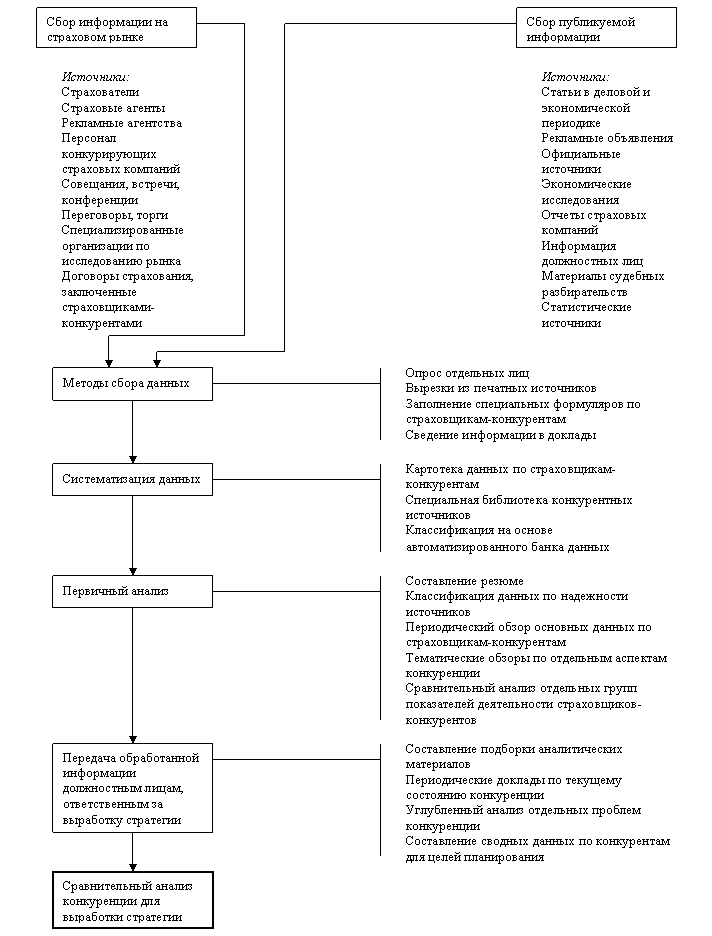 Сбор информации на
страховом рынке
Сбор публикуемой
информации
Источники:
Страхователи
Страховые агенты
Рекламные агентства
Персонал
конкурирующих
страховых компаний
Совещания, встречи,
конференции
Переговоры, торги
Специализированные
организации по
исследованию рынка
Договоры страхования,
заключенные
страховщиками-
конкурентами
Источники:
Статьи в деловой и
экономической
периодике
Рекламные объявления
Официальные
источники
Экономические
исследования
Отчеты страховых
компаний
Информация
должностных лиц
Материалы судебных
разбирательств
Статистические
источники
Методы сбора данных
Опрос отдельных лиц
Вырезки из печатных источников
Заполнение специальных формуляров по
страховщикам-конкурентам
Сведение информации в доклады
Систематизация данных
Картотека данных по страховщикам-
конкурентам
Специальная библиотека конкурентных
источников
Классификация на основе
автоматизированного банка данных
Первичный анализ
Составление резюме
Классификация данных по надежности
источников
Периодический обзор основных данных по
страховщикам-конкурентам
Тематические обзоры по отдельным аспектам
конкуренции
Сравнительный анализ отдельных групп
показателей деятельности страховщиков-
конкурентов
Передача обработанной
информации
должностным лицам,
ответственным за
выработку стратегии
Составление подборки аналитических
материалов
Периодические доклады по текущему
состоянию конкуренции
Углубленный анализ отдельных проблем
конкуренции
Составление сводных данных по конкурентам
для целей планирования
Сравнительный анализ
конкуренции для
выработки стратегии